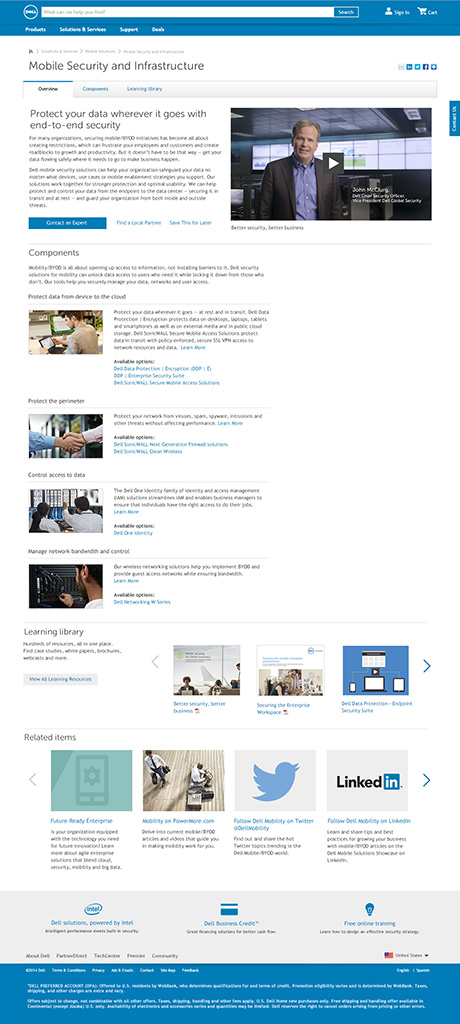 DELL
What can we help you find?
Search
Sign In
Cart
Products
Solutions & Services
Support
Deals
Solutions & Services
Mobile Solutions
Mobile Security and Infrastructure
Mobile Security and Infrastructure
Overview
Components
Learning library
Contact Us
Protect your data wherever it goes with
end-to-end security
For many organizations, securing mobile/BYOD initiatives has become all about
creating restrictions, which can frustrate your employees and customers and create
roadblocks to growth and productivity. But it doesn't have to be that way — get your
data flowing safely where it needs to go to make business happen.
Dell mobile security solutions can help your organization safeguard your data no
matter what devices, use cases or mobile enablement strategies you support. Our
solutions work together for stronger protection and optimal usability. We can help
protect and control your data from the endpoint to the data center — securing it in
transit and at rest — and guard your organization from both inside and outside
threats.
Contact an Expert
Find a Local Partner
Save This for Later
John McClurg,
Dell Chief Security Officer,
Vice President Dell Global Security
Better security, better business
Components
Mobility/BYOD is all about opening up access to information, not installing barriers to it. Dell security
solutions for mobility can unlock data access to users who need it while locking it down from those who
don't. Our tools help you securely manage your data, networks and user access.
Protect data from device to the cloud
Protect your data wherever it goes — at rest and in transit. Dell Data
Protection | Encryption protects data on desktops, laptops, tablets
and smartphones as well as on external media and in public cloud
storage. Dell SonicWALL Secure Mobile Access Solutions protect
data in transit with policy-enforced, secure SSL VPN access to
network resources and data. Learn More
Available options:
Dell Data Protection | Encryption (DDP | E)
DDP | Enterprise Security Suite
Dell SonicWALL Secure Mobile Access Solutions
Protect the perimeter
Protect your network from viruses, spam, spyware, intrusions and
other threats without affecting performance. Learn More
Available options:
Dell SonicWALL Next-Generation Firewall solutions
Dell SonicWALL Clean Wireless
Control access to data
The Dell One Identity family of identity and access management
(IAM) solutions streamlines IAM and enables business managers to
ensure that individuals have the right access to do their jobs.
Learn More
Available options:
Dell One Identity
Manage network bandwidth and control
Our wireless networking solutions help you implement BYOD and
provide guest access networks while ensuring bandwidth.
Learn More
Available options:
Dell Networking W Series
Learning library
Hundreds of resources, all in one place.
Find case studies, white papers, brochures,
webcasts and more.
View All Learning Resources
Better security, better
business
Securing the Enterprise
Workspace
Dell Data Protection - Endpoint
Security Suite
Related items
Linked in
Future-Ready Enterprise
Is your organization equipped
with the technology you need
for future innovation? Learn
more about agile enterprise
solutions that blend cloud,
security, mobility and big data.
Mobility on PowerMore.com
Delve into current mobile/BYOD
articles and videos that guide you
in making mobility work for you.
Follow Dell Mobility on Twitter
@DellMobility
Find out and share the hot
Twitter topics trending in the
Dell Mobile/BYOD world.
Follow Dell Mobility on LinkedIn
Learn and share tips and best
practices for growing your business
with mobile/BYOD articles on the
Dell Mobile Solutions Showcase on
LinkedIn.
intel
Dell solutions, powered by Intel
Intelligent performance meets built-in security.
Dell Business Credit™
Great financing solutions for better cash flow.
Free online training
Learn how to design an effective security strategy.
About Dell
PartnerDirect
TechCenter
Premier
Community
United States
©2014 Dell
Terms & Conditions
Privacy
Ads & Emails
Contact
Site Map
Feedback
English | Spanish
*DELL PREFERRED ACCOUNT (DPA): Offered to U.S. residents by WebBank, who determines qualifications for and terms of credit. Promotion eligibility varies and is determined by WebBank. Taxes,
shipping, and other charges are extra and vary.
Offers subject to change, not combinable with all other offers. Taxes, shipping, handling and other fees apply. U.S. Dell Home new purchases only. Free shipping and handling offer available in
Continental (except Alaska) U.S. only. Availability of electronics and accessories varies and quantities may be limited. Dell reserves the right to cancel orders arising from pricing or other errors.